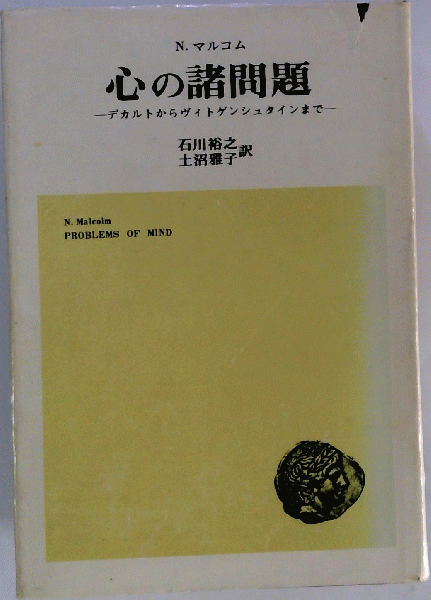 N. マルコム
心の諸問題
―デカルトからヴィトゲンシュタインまで―
石川裕之
土沼雅子 訳
N. Malcolm
PROBLEMS OF MIND